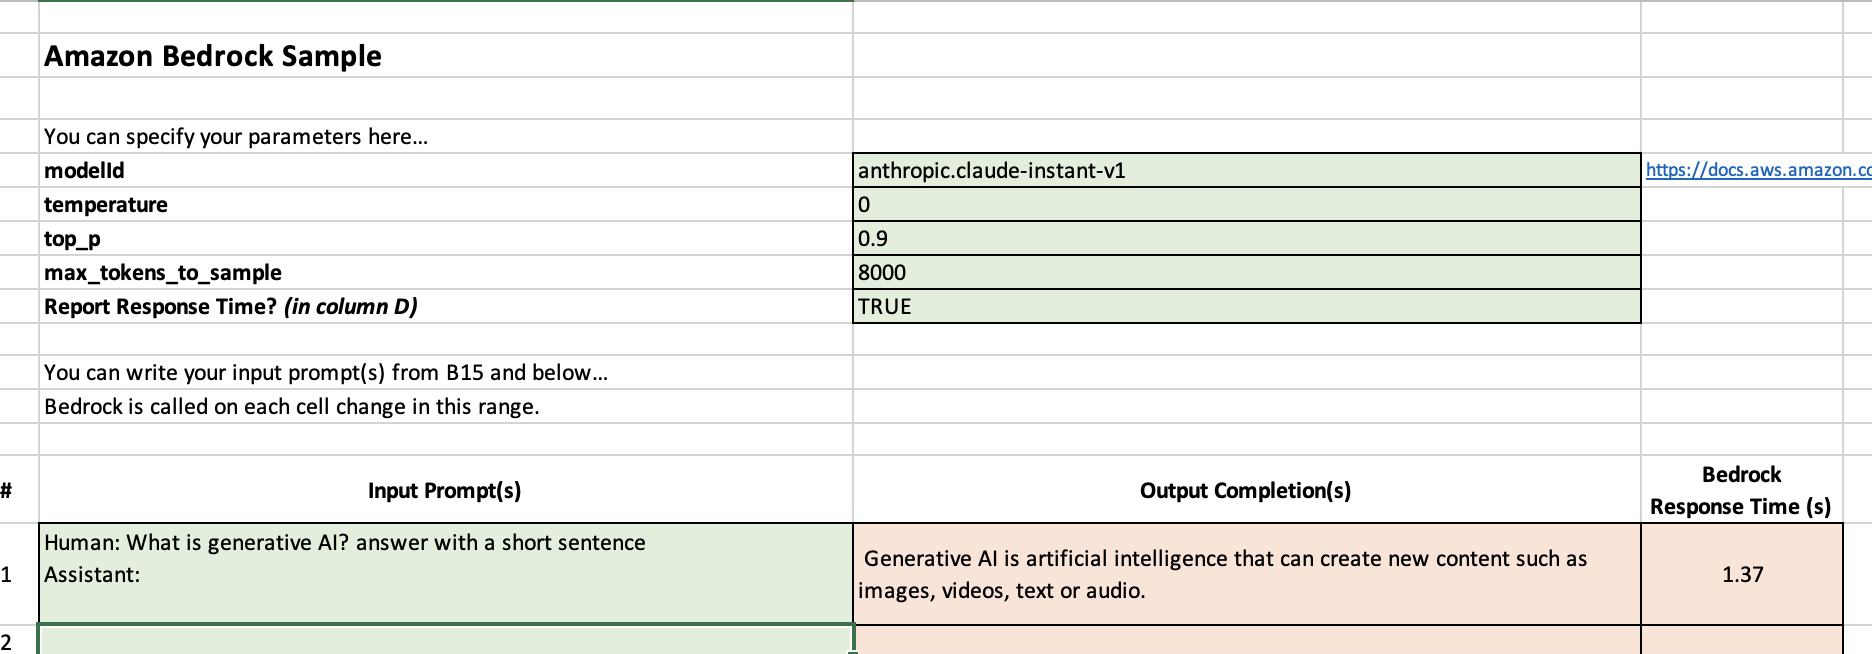 Amazon Bedrock Sample
You can specify your parameters here...
modelId anthropic.claude-instant-v1 https://docs.aws.amazon.co
temperature 0
top_p 0.9
max_tokens_to_sample 8000
Report Response Time? (in column D) TRUE
You can write your input prompt(s) from B15 and below...
Bedrock is called on each cell change in this range.
# Input Prompt(s) Output Completion(s) Bedrock
Response Time (s)
1 Human: What is generative AI? answer with a short sentence
Assistant:
Generative AI is artificial intelligence that can create new content such as
images, videos, text or audio.
1.37
2